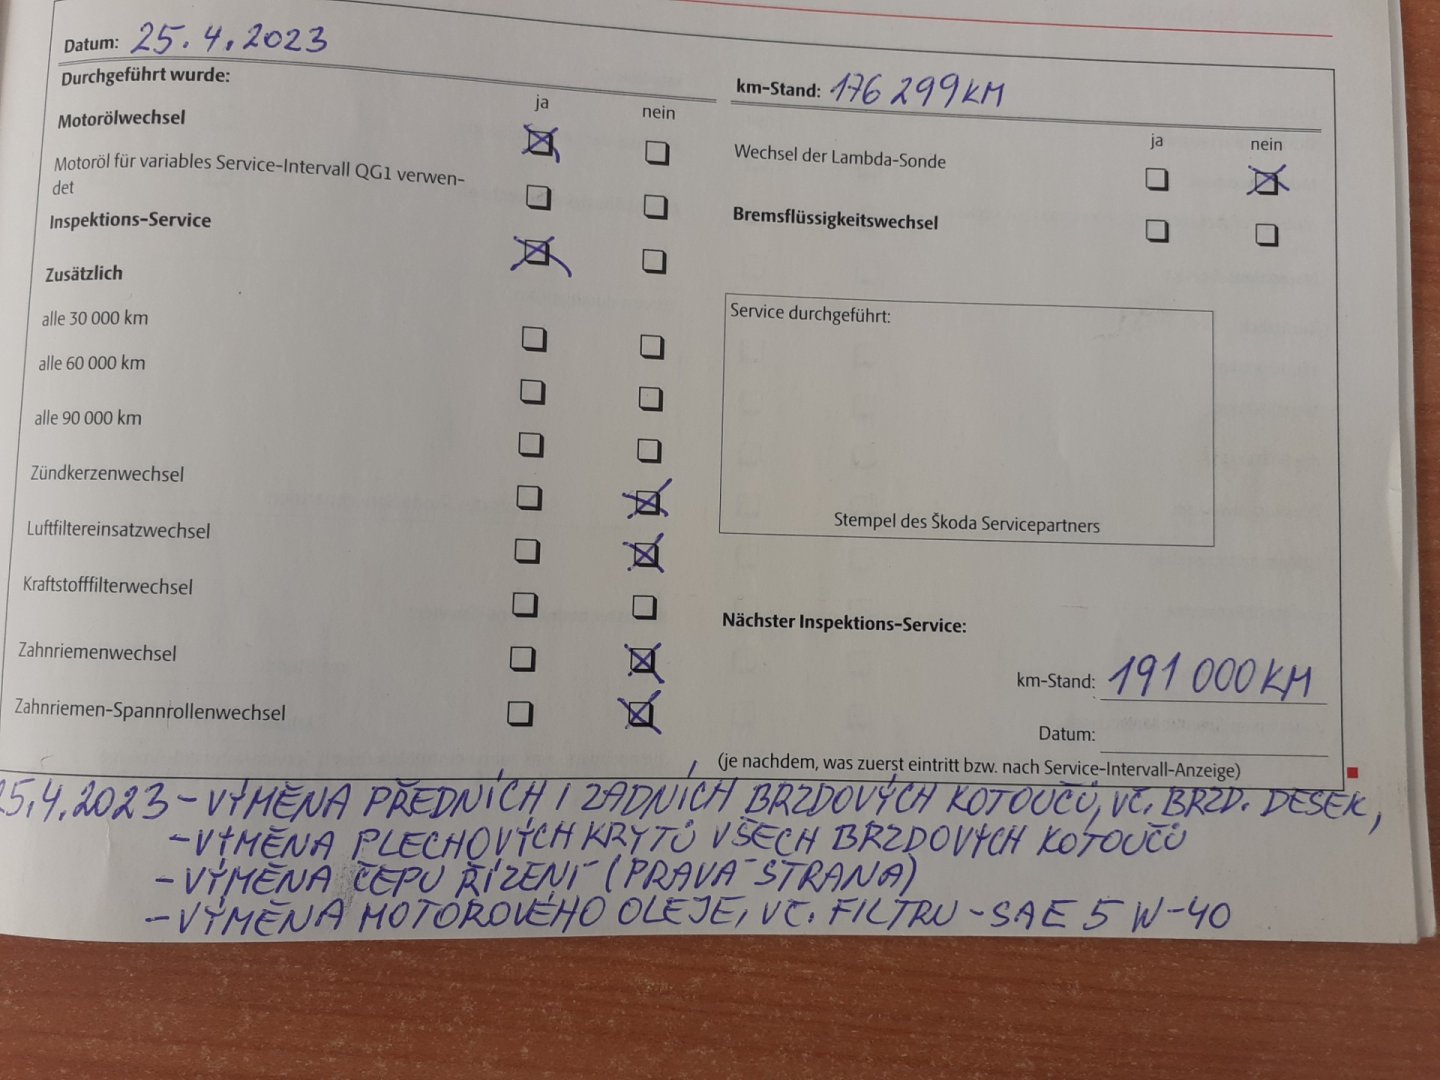 Datum: 25.4.2023
Durchgeführt wurde:
ja nein
Motorölwechsel
Motoröl für variables Service-Intervall QG1 verwen-
det
Inspektions-Service
Zusätzlich
alle 30 000 km
alle 60 000 km
alle 90 000 km
Zündkerzenwechsel
Luftfiltereinsatzwechsel
Kraftstofffilterwechsel
Zahnriemenwechsel
Zahnriemen-Spannrollenwechsel
km-Stand: 176 299 KM
ja nein
Wechsel der Lambda-Sonde
Bremsflüssigkeitswechsel
Service durchgeführt:
Stempel des Škoda Servicepartners
Nächster Inspektions-Service:
km-Stand: 191 000 KM
Datum:
(je nachdem, was zuerst eintritt bzw. nach Service-Intervall-Anzeige)
25.4.2023 - VÝMĚNA PŘEDNÍCH I ZADNÍCH BRZDOVÝCH KOTOUČŮ, VČ. BRZD. DESEK,
- VÝMĚNA PLECHOVÝCH KRYTŮ VŠECH BRZDOVÝCH KOTOUČŮ
- VÝMĚNA ČEPU ŘÍZENÍ (PRAVÁ STRANA)
- VÝMĚNA MOTOROVÉHO OLEJE, VČ. FILTRU - SAE 5 W-40